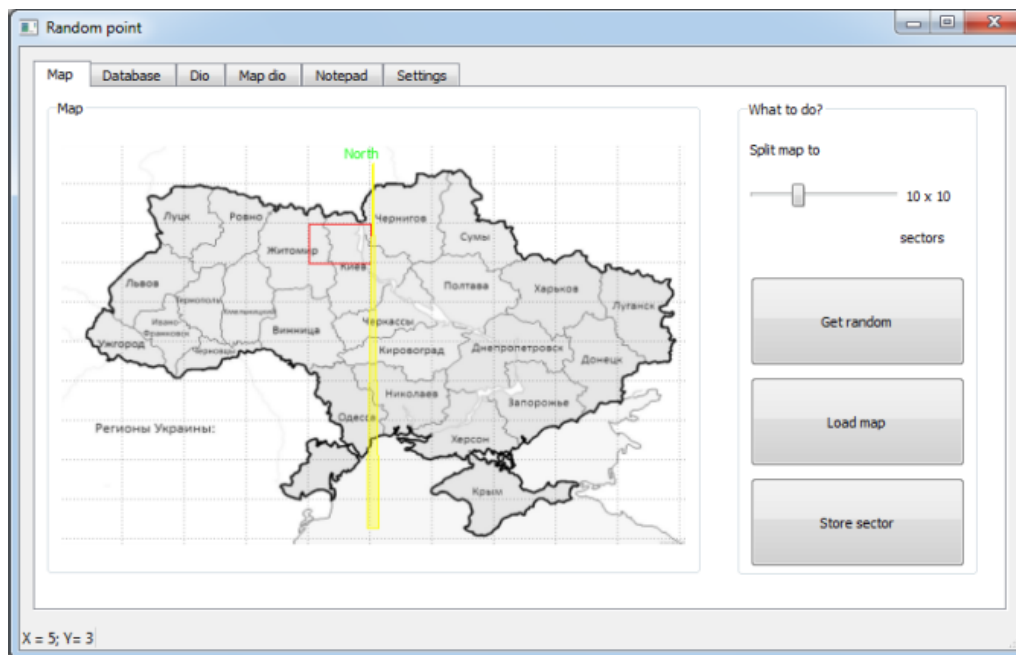 Random point
Map Database Dio Map dio Notepad Settings
Map
What to do?
North
Split map to
10 x 10
sectors
Луцк
Ровно
Чернигов
Сумы
Житомир
Киев
Львов
Тернополь
Хмельницкий
Полтава
Харьков
Луганск
Ивано-
Франковск
Ужгород
Черновцы
Винница
Черкассы
Кировоград
Днепропетровск
Донецк
Николаев
Одесса
Запорожье
Херсон
Регионы Украины:
Крым
Get random
Load map
Store sector
X = 5; Y= 3